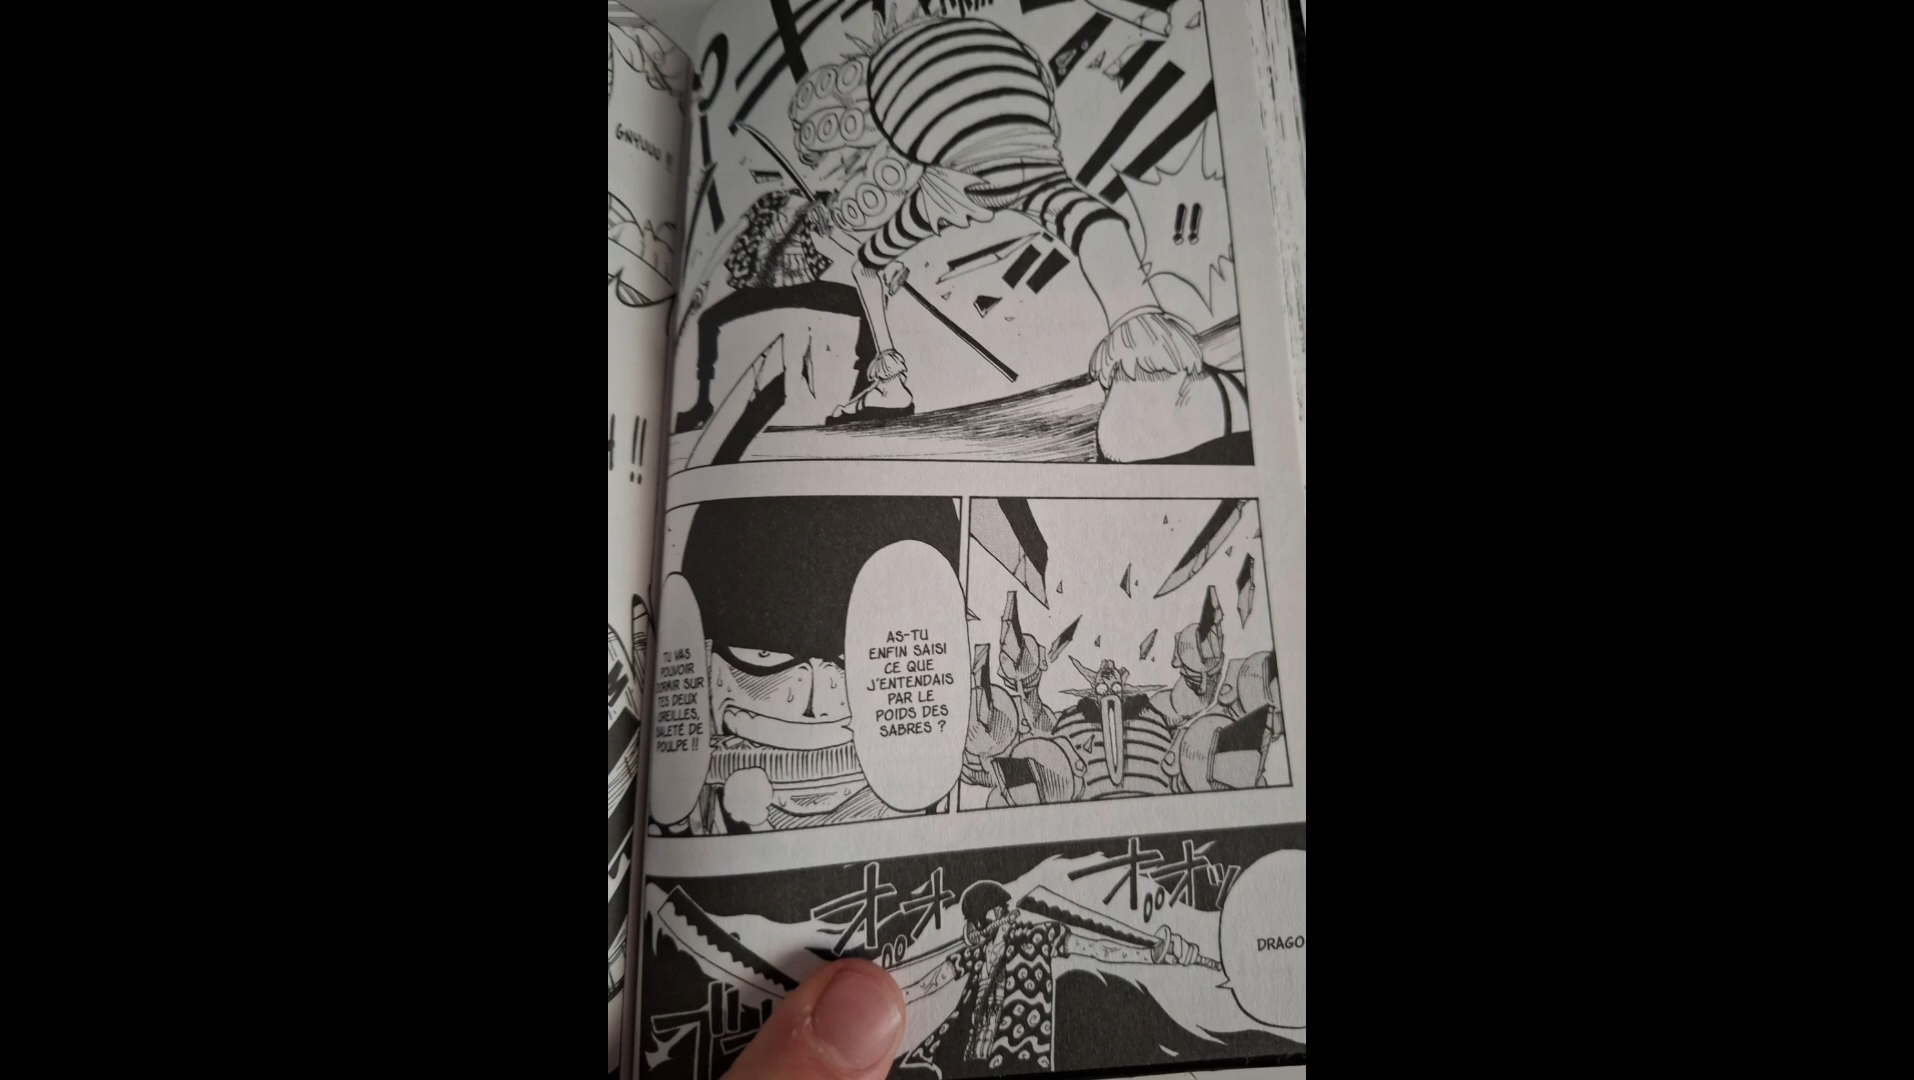 GNYUUU !!
!!
!!
AS-TU
ENFIN SAISI
CE QUE
J'ENTENDAIS
PAR LE
POIDS DES
SABRES ?
TU VAS
POUVOIR
DORMIR SUR
TES DEUX
OREILLES,
SALETÉ DE
POULPE !!
オオッ
オオ
DRAGO